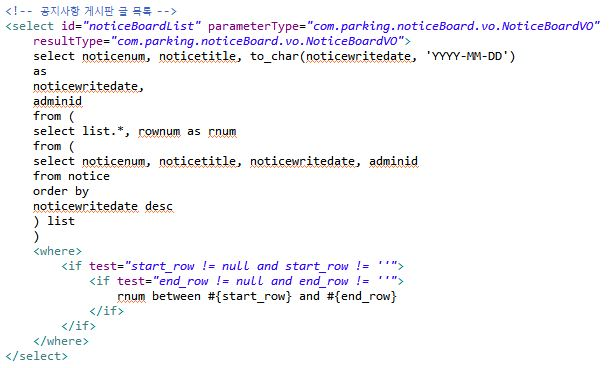 <!-- 공지사항 게시판 글 목록 -->
<select id="noticeBoardList" parameterType="com.parking.noticeBoard.vo.NoticeBoardVO"
    resultType="com.parking.noticeBoard.vo.NoticeBoardVO">
    select noticenum, noticetitle, to_char(noticewritedate, 'YYYY-MM-DD')
    as
    noticewritedate,
    adminid
    from (
    select list.*, rownum as rnum
    from (
    select noticenum, noticetitle, noticewritedate, adminid
    from notice
    order by
    noticewritedate desc
    ) list
    )
    <where>
        <if test="start_row != null and start_row != ''">
            <if test="end_row != null and end_row != ''">
                rnum between #{start_row} and #{end_row}
            </if>
        </if>
    </where>
</select>